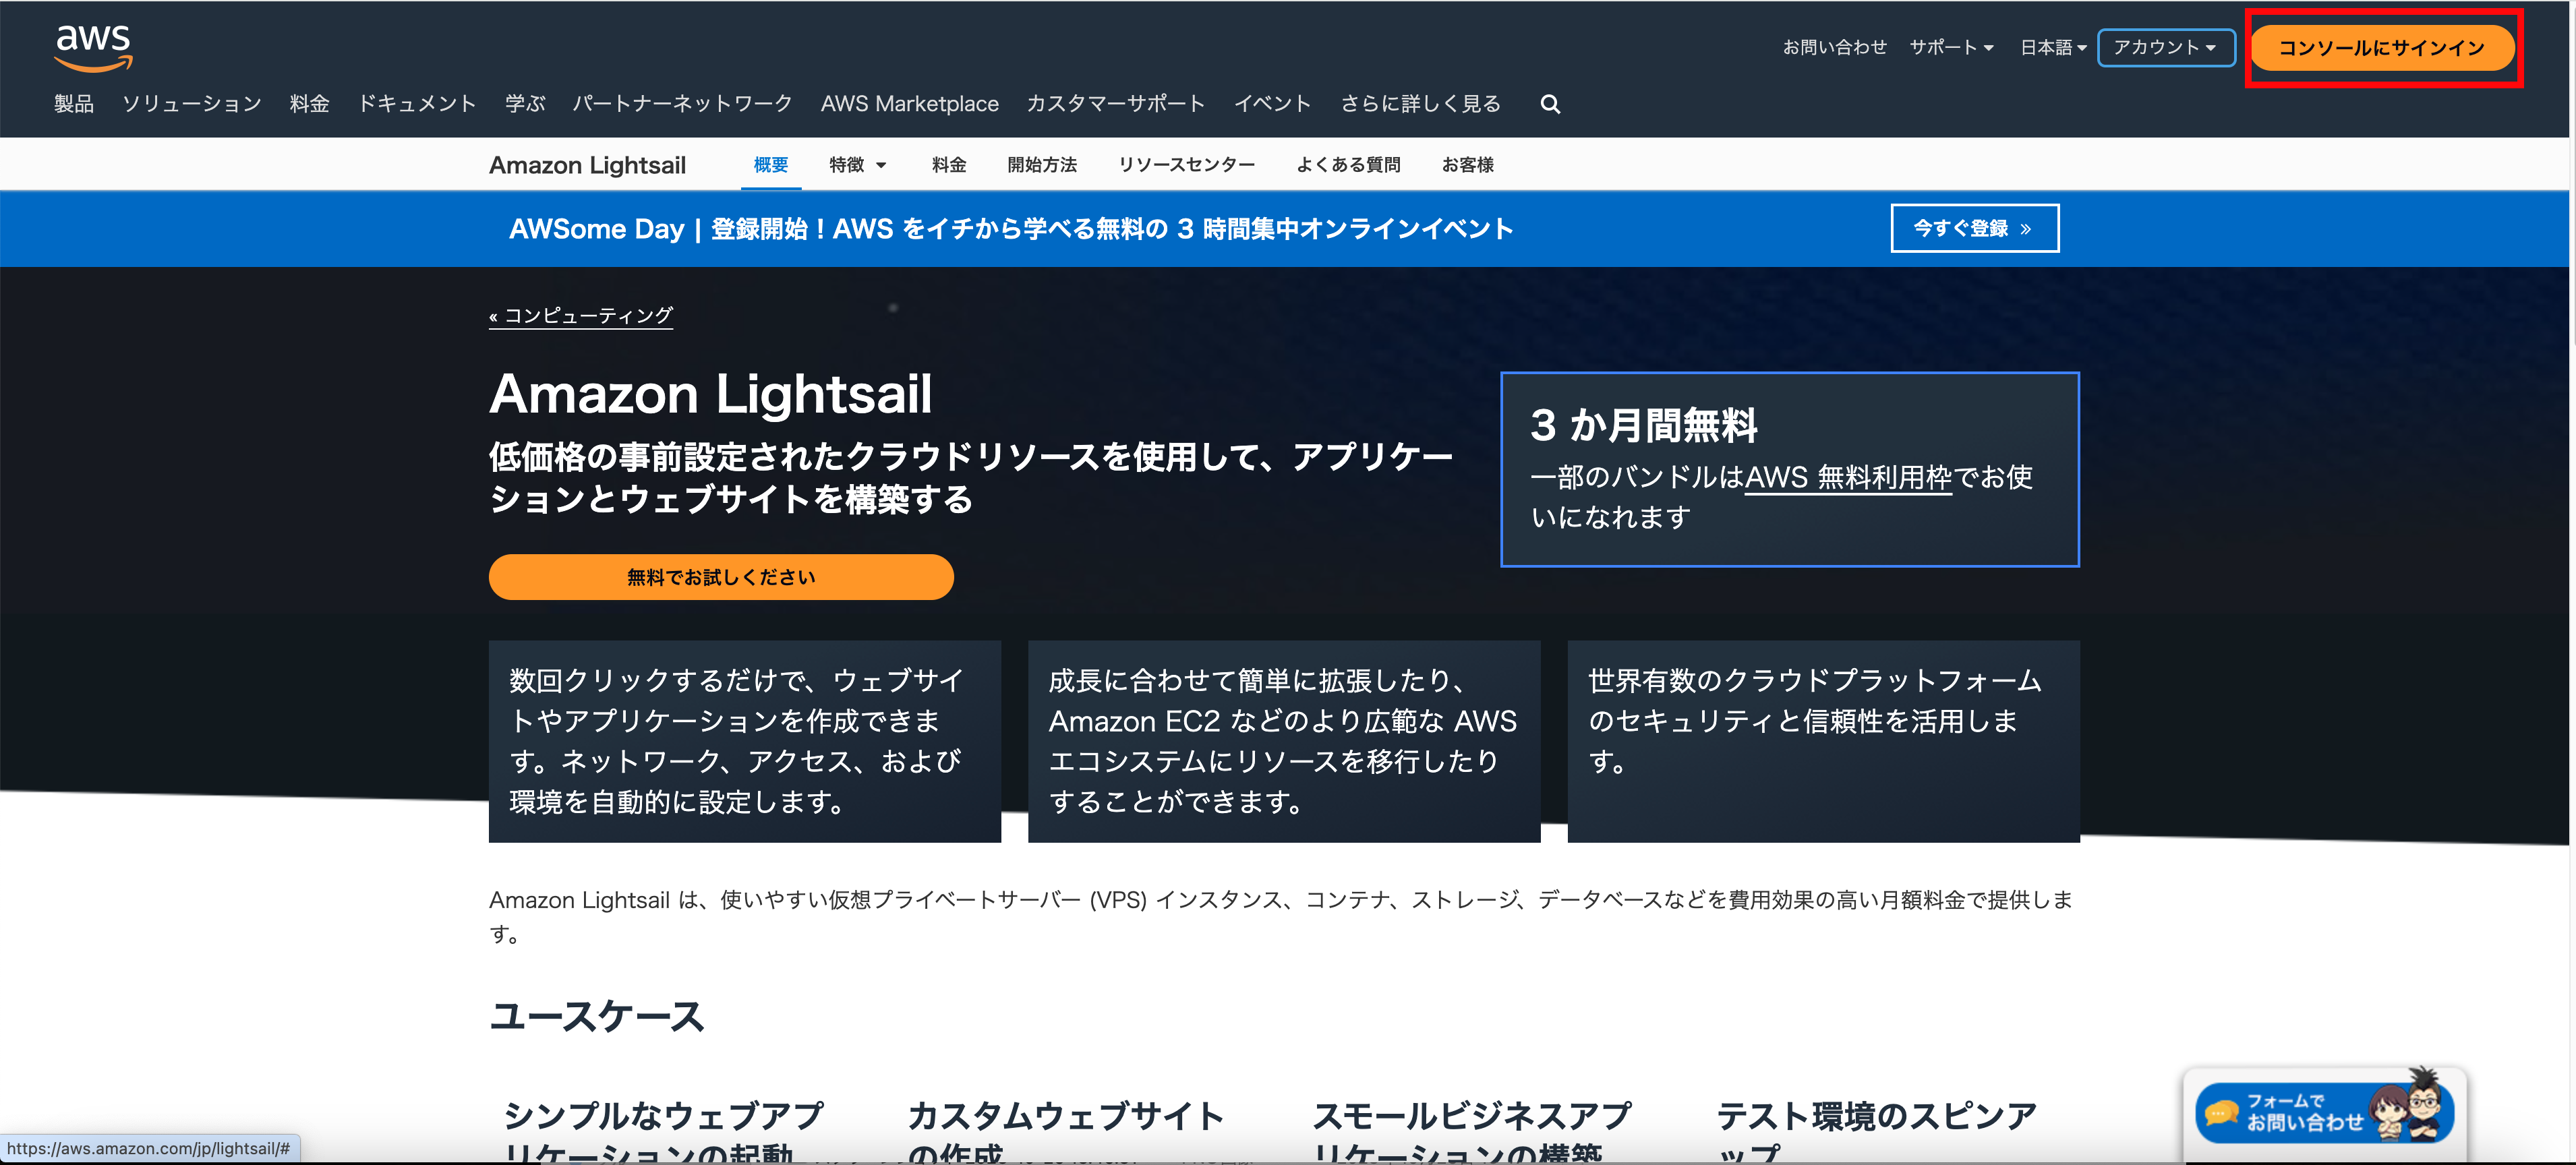 aws
お問い合わせ サポート 日本語 アカウント コンソールにサインイン
製品 ソリューション 料金 ドキュメント 学ぶ パートナーネットワーク AWS Marketplace カスタマーサポート イベント さらに詳しく見る
Amazon Lightsail 概要 特徴 料金 開始方法 リソースセンター よくある質問 お客様
AWSome Day | 登録開始！AWS をイチから学べる無料の 3 時間集中オンラインイベント 今すぐ登録 »
« コンピューティング
Amazon Lightsail
低価格の事前設定されたクラウドリソースを使用して、アプリケー
ションとウェブサイトを構築する
無料でお試しください
3 か月間無料
一部のバンドルはAWS 無料利用枠でお使
いになれます
数回クリックするだけで、ウェブサイ
トやアプリケーションを作成できま
す。ネットワーク、アクセス、および
環境を自動的に設定します。
成長に合わせて簡単に拡張したり、
Amazon EC2 などのより広範な AWS
エコシステムにリソースを移行したり
することができます。
世界有数のクラウドプラットフォーム
のセキュリティと信頼性を活用しま
す。
Amazon Lightsail は、使いやすい仮想プライベートサーバー (VPS) インスタンス、コンテナ、ストレージ、データベースなどを費用効果の高い月額料金で提供しま
す。
ユースケース
シンプルなウェブアプ
リケーションの起動
カスタムウェブサイト
の作成
スモールビジネスアプ
リケーションの構築
テスト環境のスピンア
ップ
フォームで
お問い合わせ
https://aws.amazon.com/jp/lightsail/#